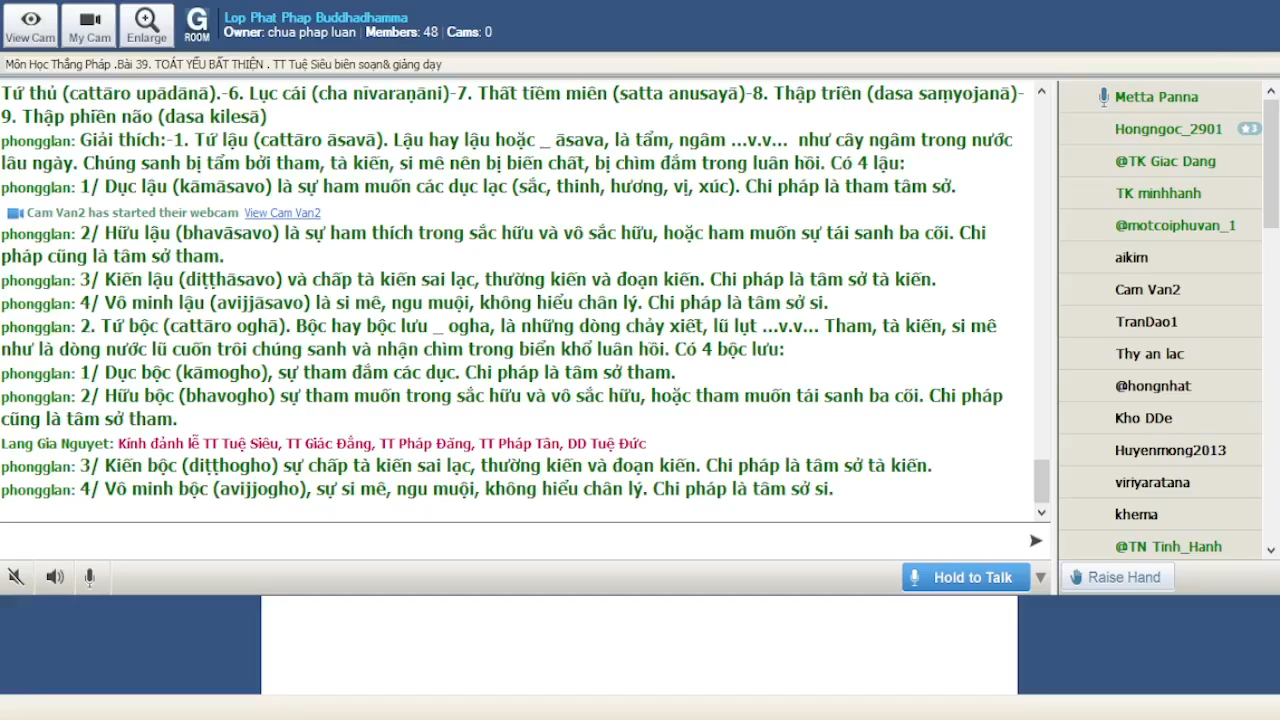 View Cam
My Cam
Enlarge
G
ROOM
Lop Phat Phap Buddhadhamma
Owner: chua phap luan | Members: 48 | Cams: 0
Môn Học Thắng Pháp .Bài 39. TOÁT YẾU BẤT THIỆN . TT Tuệ Siêu biên soạn& giảng dạy
Tứ thủ (cattāro upādānā).-6. Lục cái (cha nīvaraṇāni)-7. Thất tiềm miên (satta anusayā)-8. Thập triền (dasa saṃyojanā)-
9. Thập phiền não (dasa kilesā)
phongglan: Giải thích:-1. Tứ lậu (cattāro āsavā). Lậu hay lậu hoặc _ āsava, là tẩm, ngâm ...v.v... như cây ngâm trong nước
lâu ngày. Chúng sanh bị tẩm bởi tham, tà kiến, si mê nên bị biến chất, bị chìm đắm trong luân hồi. Có 4 lậu:
phongglan: 1/ Dục lậu (kāmāsavo) là sự ham muốn các dục lạc (sắc, thinh, hương, vị, xúc). Chi pháp là tham tâm sở.
Cam Van2 has started their webcam View Cam Van2
phongglan: 2/ Hữu lậu (bhavāsavo) là sự ham thích trong sắc hữu và vô sắc hữu, hoặc ham muốn sự tái sanh ba cõi. Chi
pháp cũng là tâm sở tham.
phongglan: 3/ Kiến lậu (diṭṭhāsavo) và chấp tà kiến sai lạc, thường kiến và đoạn kiến. Chi pháp là tâm sở tà kiến.
phongglan: 4/ Vô minh lậu (avijjāsavo) là si mê, ngu muội, không hiểu chân lý. Chi pháp là tâm sở si.
phongglan: 2. Tứ bộc (cattāro oghā). Bộc hay bộc lưu _ ogha, là những dòng chảy xiết, lũ lụt ...v.v... Tham, tà kiến, si mê
như là dòng nước lũ cuốn trôi chúng sanh và nhận chìm trong biển khổ luân hồi. Có 4 bộc lưu:
phongglan: 1/ Dục bộc (kāmogho), sự tham đắm các dục. Chi pháp là tâm sở tham.
phongglan: 2/ Hữu bộc (bhavogho) sự tham muốn trong sắc hữu và vô sắc hữu, hoặc tham muốn tái sanh ba cõi. Chi pháp
cũng là tâm sở tham.
Lang Gia Nguyet: Kính đảnh lễ TT Tuệ Siêu, TT Giác Đẳng, TT Pháp Đăng, TT Pháp Tân, DD Tuệ Đức
phongglan: 3/ Kiến bộc (diṭṭhogho) sự chấp tà kiến sai lạc, thường kiến và đoạn kiến. Chi pháp là tâm sở tà kiến.
phongglan: 4/ Vô minh bộc (avijjogho), sự si mê, ngu muội, không hiểu chân lý. Chi pháp là tâm sở si.
Hold to Talk
Metta Panna
Hongngoc_2901
3
@TK Giac Dang
TK minhhanh
@motcoiphuvan_1
aikim
Cam Van2
TranDao1
Thy an lac
@hongnhat
Kho DDe
Huyenmong2013
viriyaratana
khema
@TN Tinh_Hanh
Raise Hand